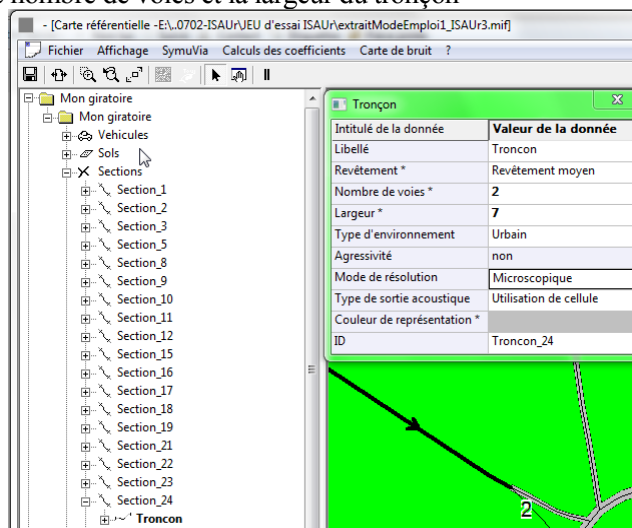 nombre de voies et la largeur du tronçon
- [Carte référentielle -E:\..0702-ISAUr\JEU d'essai ISAUr\extraitModeEmploi1_ISAUr3.mif]
Fichier Affichage SymuVia Calculs des coefficients Carte de bruit ?
Mon giratoire
Mon giratoire
Vehicules
Sols
Sections
Section_1
Section_2
Section_3
Section_5
Section_8
Section_9
Section_10
Section_11
Section_12
Section_15
Section_16
Section_17
Section_18
Section_19
Section_21
Section_22
Section_23
Section_24
Troncon
Tronçon
Intitulé de la donnée Valeur de la donnée
Libellé Troncon
Revêtement * Revêtement moyen
Nombre de voies * 2
Largeur * 7
Type d'environnement Urbain
Agressivité non
Mode de résolution Microscopique
Type de sortie acoustique Utilisation de cellule
Couleur de représentation *
ID Troncon_24
2